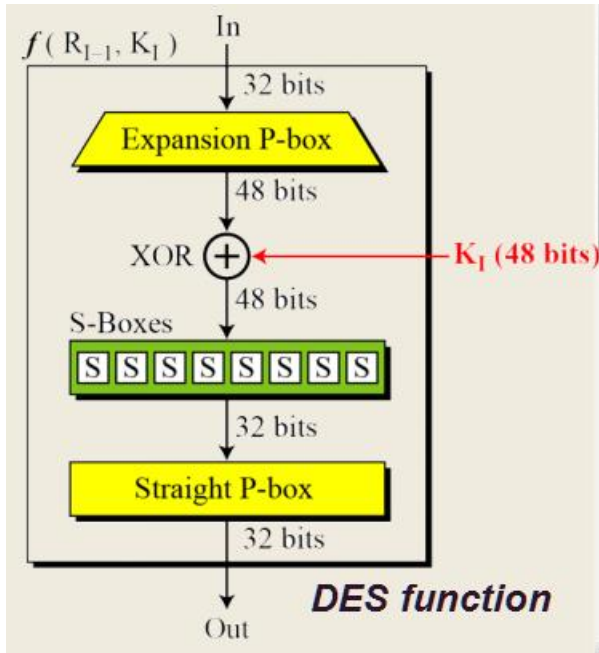 In
f ( R_{I–1}, K_I )
32 bits
Expansion P-box
48 bits
XOR
K_I (48 bits)
48 bits
S-Boxes
S S S S S S S S
32 bits
Straight P-box
32 bits
DES function
Out